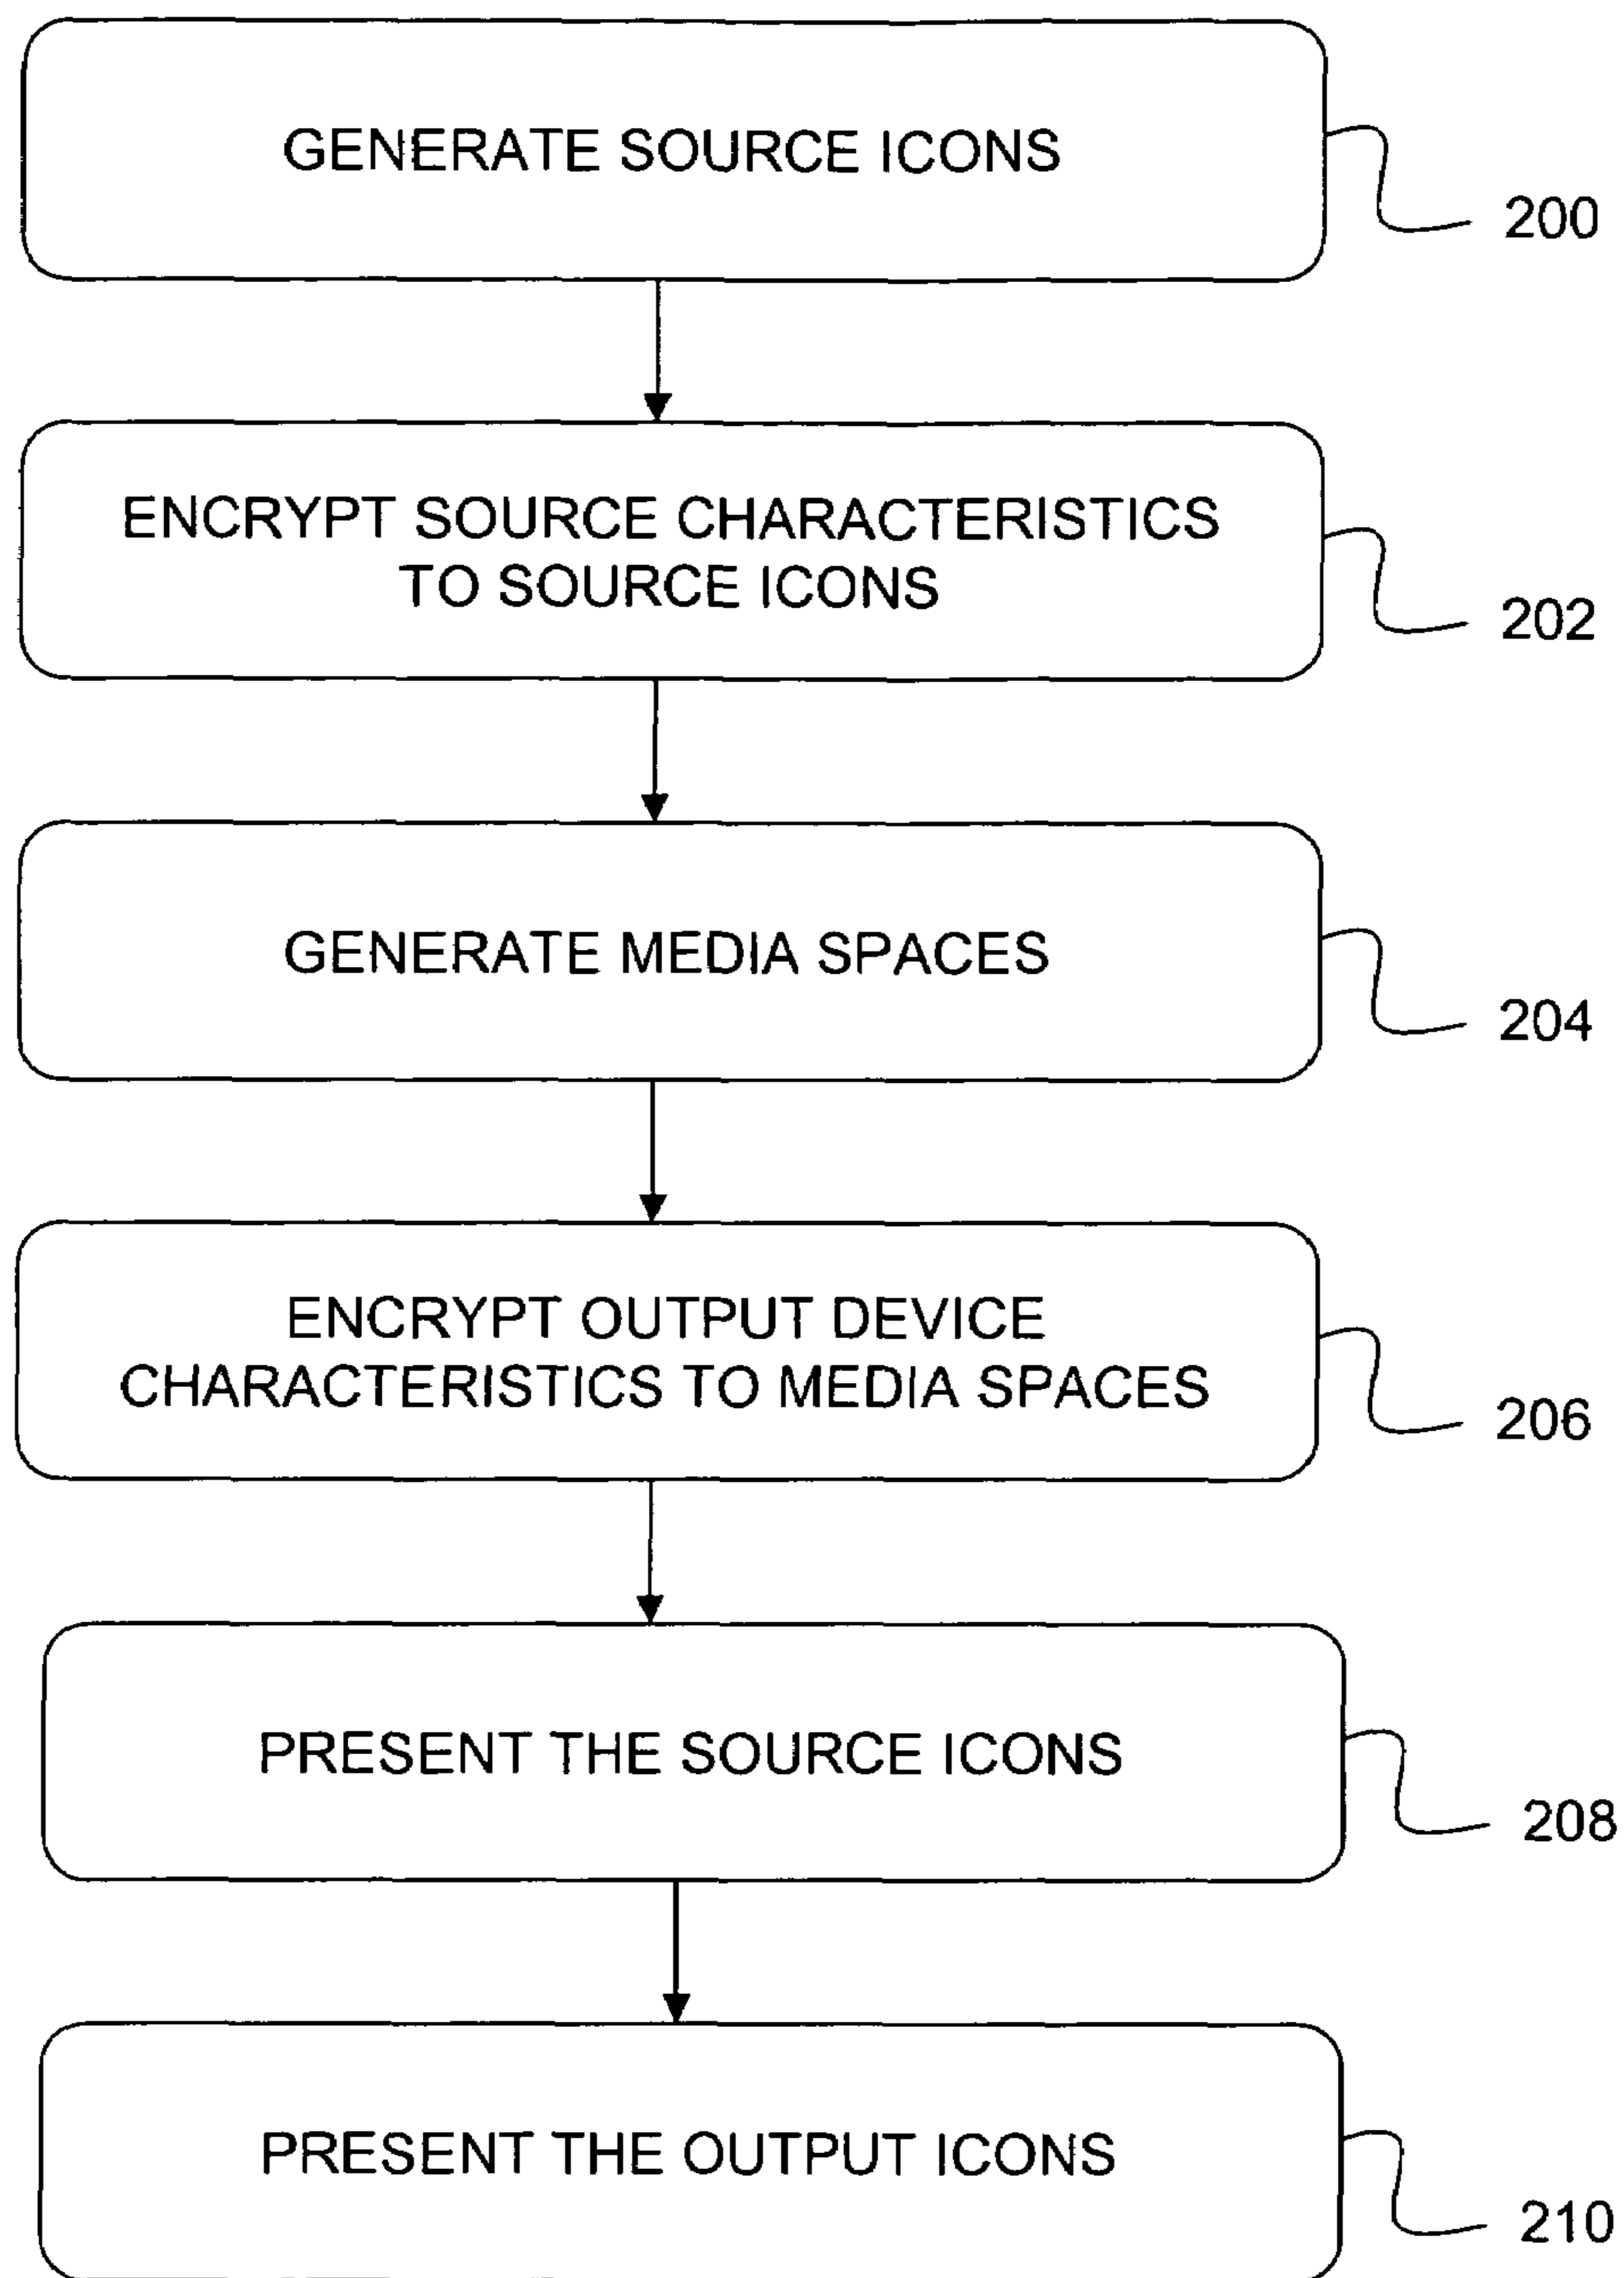 GENERATE SOURCE ICONS
200
ENCRYPT SOURCE CHARACTERISTICS
TO SOURCE ICONS
202
GENERATE MEDIA SPACES
204
ENCRYPT OUTPUT DEVICE
CHARACTERISTICS TO MEDIA SPACES
206
PRESENT THE SOURCE ICONS
208
PRESENT THE OUTPUT ICONS
210